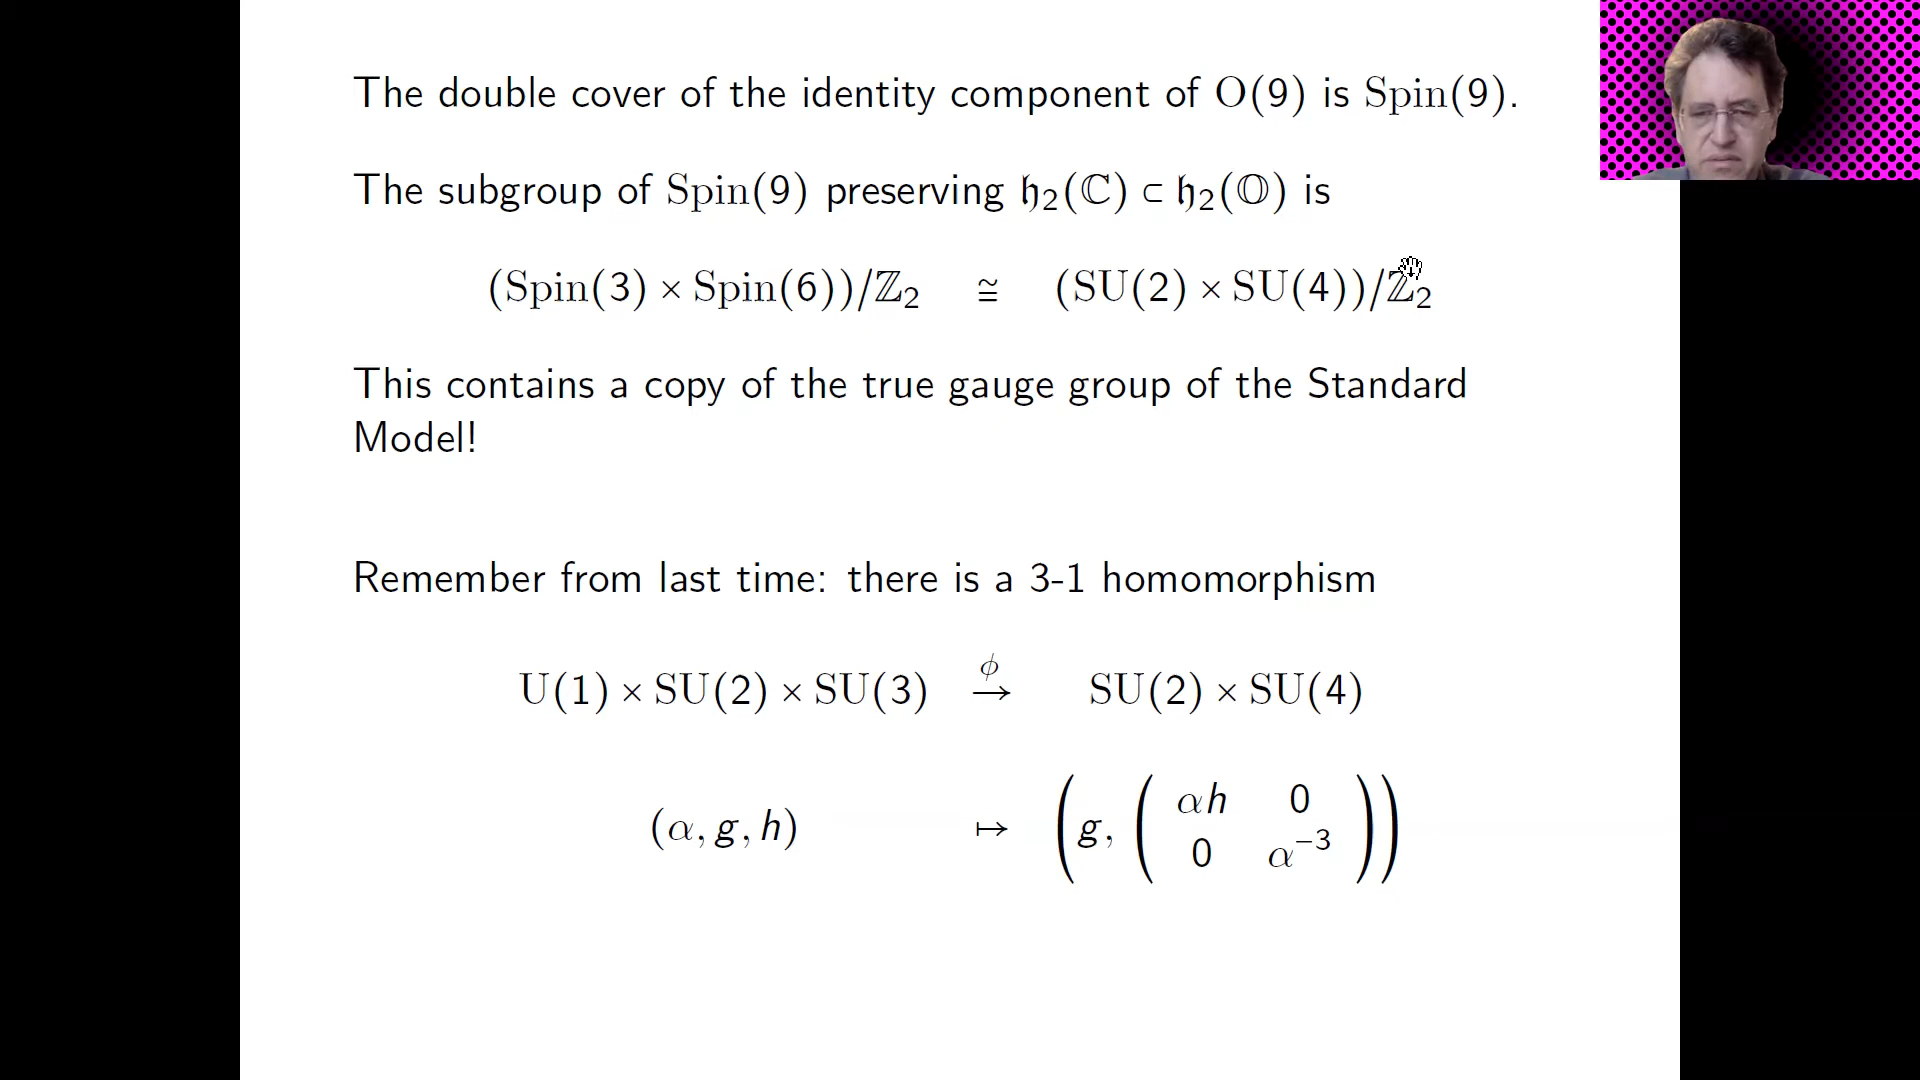 The double cover of the identity component of O(9) is Spin(9).
The subgroup of Spin(9) preserving 𝔥₂(ℂ) ⊂ 𝔥₂(𝕆) is
(Spin(3) × Spin(6))/ℤ₂ ≅ (SU(2) × SU(4))/ℤ₂
This contains a copy of the true gauge group of the Standard
Model!
Remember from last time: there is a 3-1 homomorphism
U(1) × SU(2) × SU(3) →^ϕ SU(2) × SU(4)
(α, g, h) ↦ (g, ( αh 0
0 α⁻³ ))